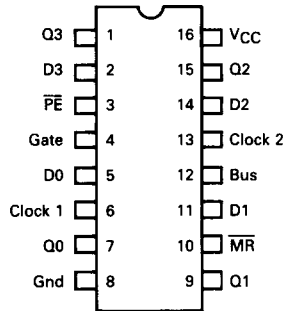 Q3 1 16 VCC
D3 2 15 Q2
PE 3 14 D2
Gate 4 13 Clock 2
D0 5 12 Bus
Clock 1 6 11 D1
Q0 7 10 MR
Gnd 8 9 Q1